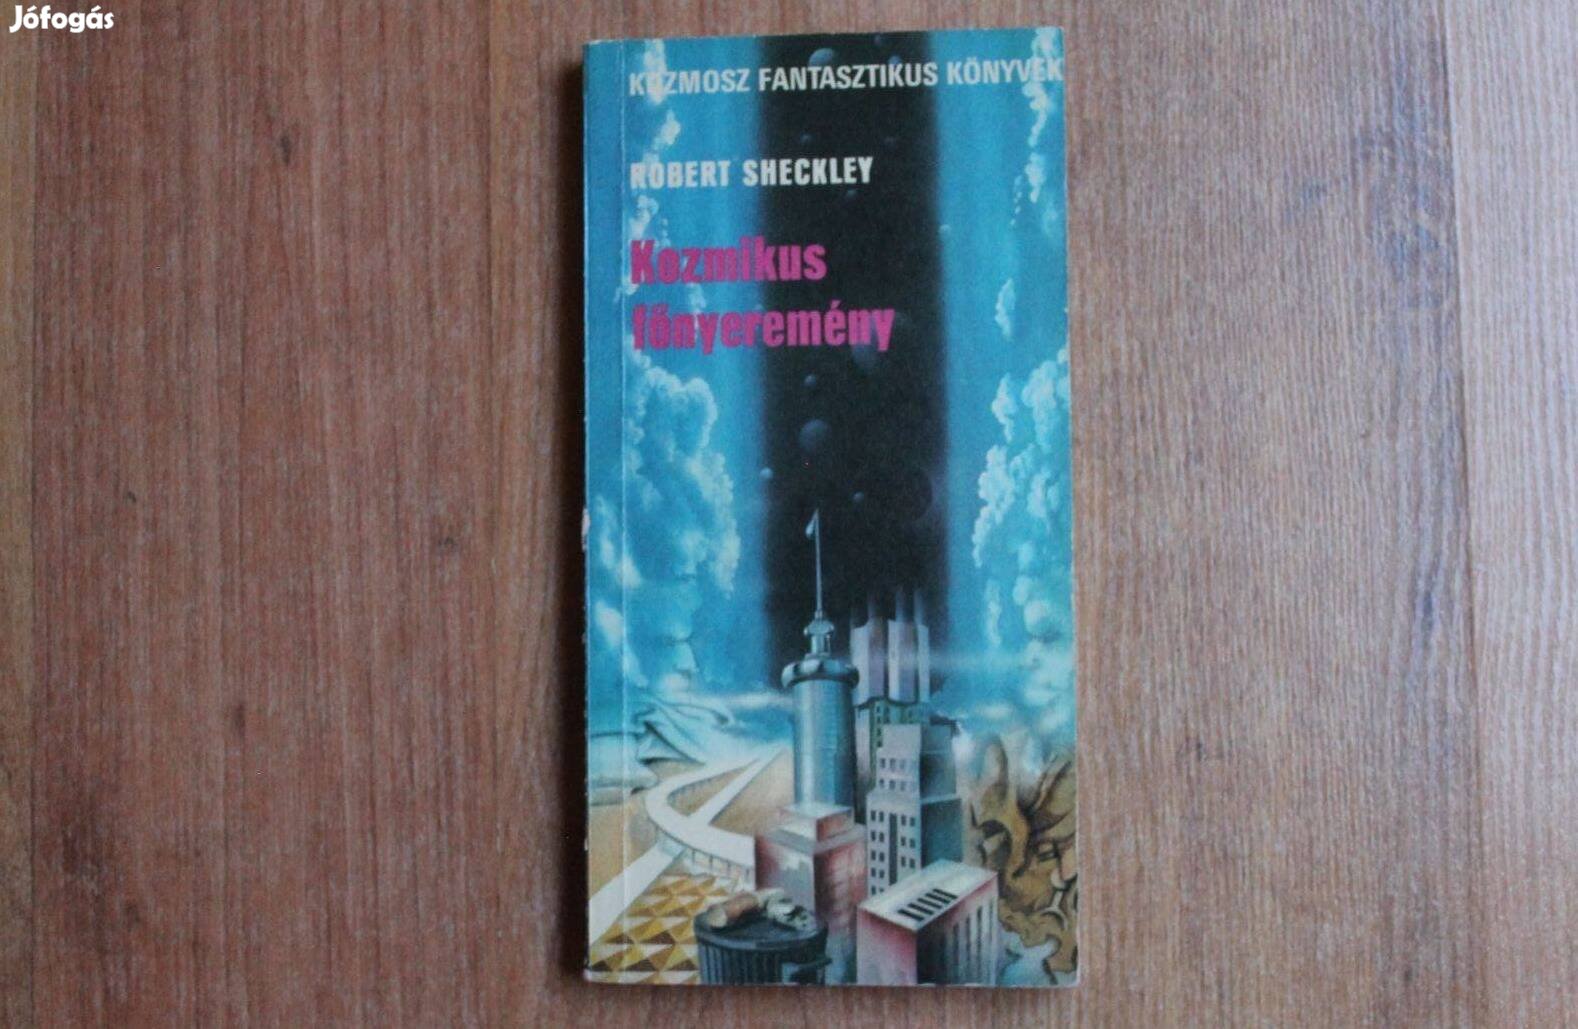 Jófogás
KOZMOSZ FANTASZTIKUS KÖNYVEK
ROBERT SHECKLEY
Kozmikus
főnyeremény